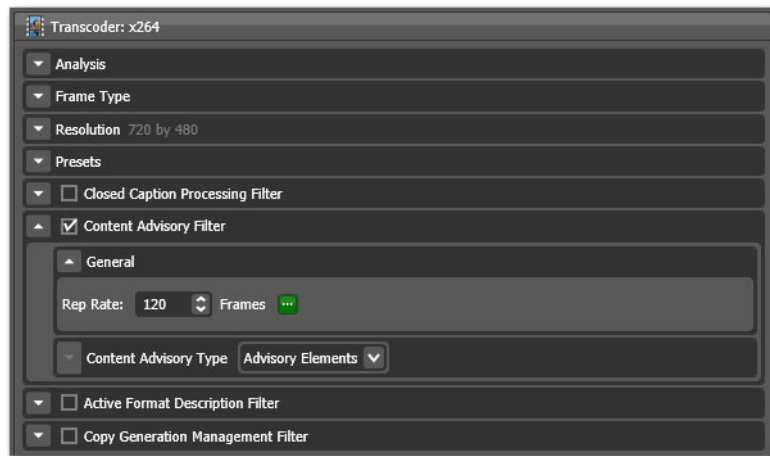 Transcoder: x264
Analysis
Frame Type
Resolution 720 by 480
Presets
Closed Caption Processing Filter
Content Advisory Filter
General
Rep Rate: 120 Frames
Content Advisory Type Advisory Elements
Active Format Description Filter
Copy Generation Management Filter